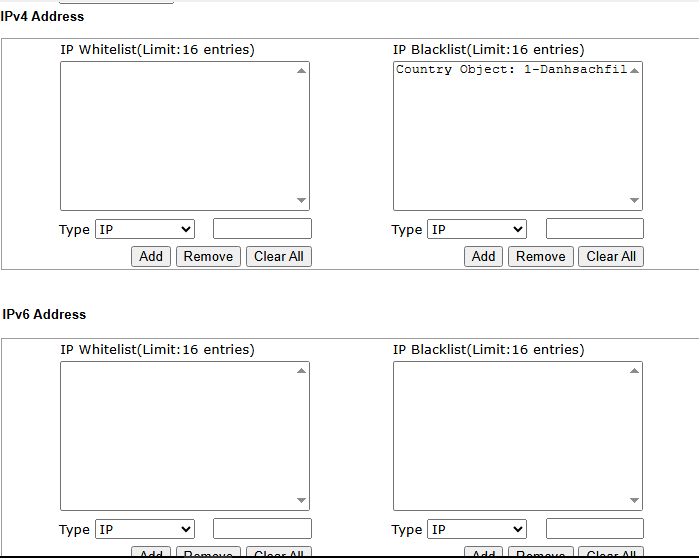 IPv4 Address
IP Whitelist(Limit:16 entries) IP Blacklist(Limit:16 entries)
Country Object: 1-Danhsachfil
Type IP Type IP
Add Remove Clear All Add Remove Clear All
IPv6 Address
IP Whitelist(Limit:16 entries) IP Blacklist(Limit:16 entries)
Type IP Type IP
Add Remove Clear All Add Remove Clear All